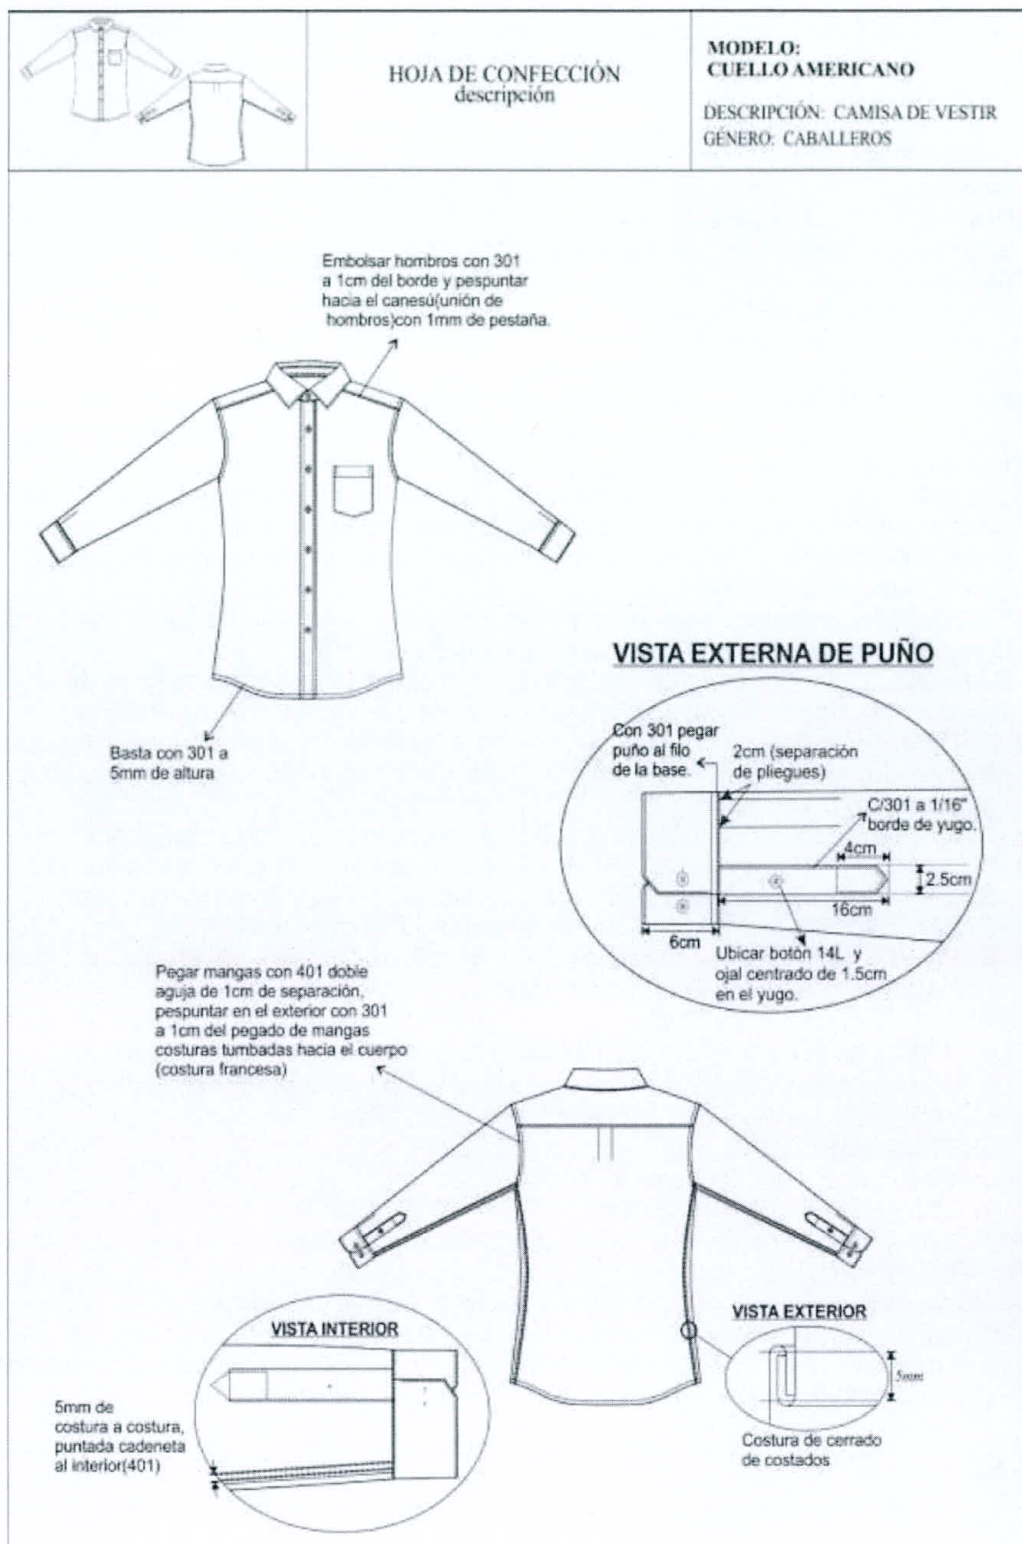 HOJA DE CONFECCIÓN
descripción
MODELO:
CUELLO AMERICANO
DESCRIPCIÓN: CAMISA DE VESTIR
GÉNERO: CABALLEROS
Embolsar hombros con 301
a 1cm del borde y pespuntar
hacia el canesú(unión de
hombros)con 1mm de pestaña.
Basta con 301 a
5mm de altura
VISTA EXTERNA DE PUÑO
Con 301 pegar
puño al filo
de la base.
2cm (separación
de pliegues)
C/301 a 1/16"
borde de yugo.
4cm
2.5cm
16cm
6cm
Ubicar botón 14L y
ojal centrado de 1.5cm
en el yugo.
Pegar mangas con 401 doble
aguja de 1cm de separación,
pespuntar en el exterior con 301
a 1cm del pegado de mangas
costuras tumbadas hacia el cuerpo
(costura francesa)
VISTA INTERIOR
5mm de
costura a costura,
puntada cadeneta
al interior(401)
VISTA EXTERIOR
5mm
Costura de cerrado
de costados